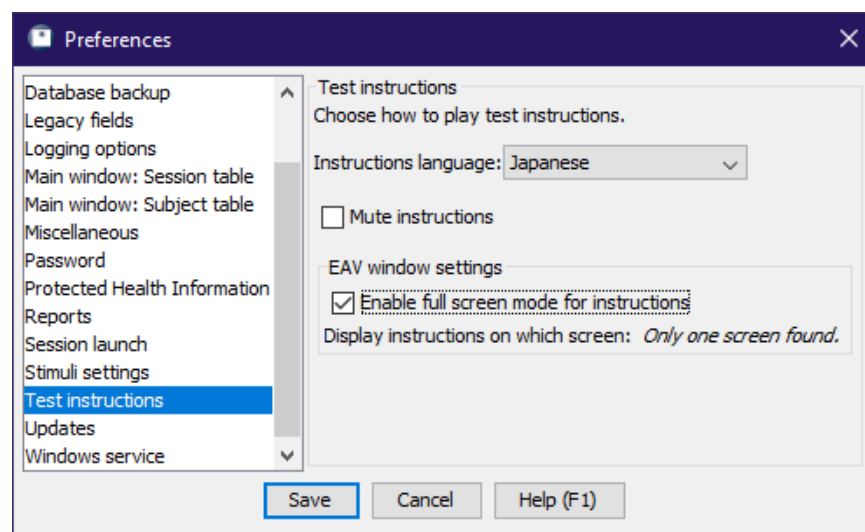 Preferences
Database backup
Legacy fields
Logging options
Main window: Session table
Main window: Subject table
Miscellaneous
Password
Protected Health Information
Reports
Session launch
Stimuli settings
Test instructions
Updates
Windows service
Test instructions
Choose how to play test instructions.
Instructions language: Japanese
Mute instructions
EAV window settings
Enable full screen mode for instructions
Display instructions on which screen: Only one screen found.
Save Cancel Help (F1)